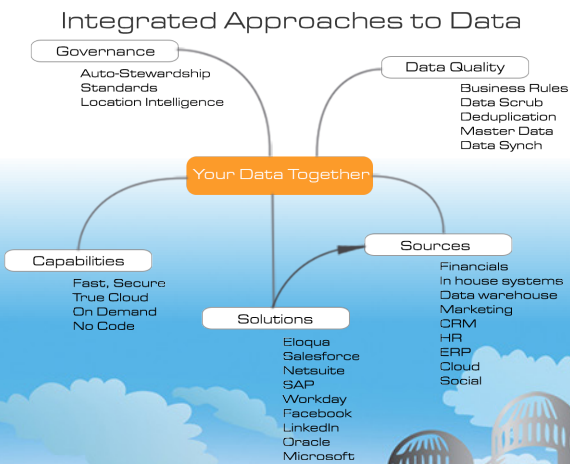 Integrated Approaches to Data
Governance
Auto-Stewardship
Standards
Location Intelligence
Data Quality
Business Rules
Data Scrub
Deduplication
Master Data
Data Synch
Your Data Together
Capabilities
Fast, Secure
True Cloud
On Demand
No Code
Solutions
Eloqua
Salesforce
Netsuite
SAP
Workday
Facebook
LinkedIn
Oracle
Microsoft
Sources
Financials
In house systems
Data warehouse
Marketing
CRM
HR
ERP
Cloud
Social